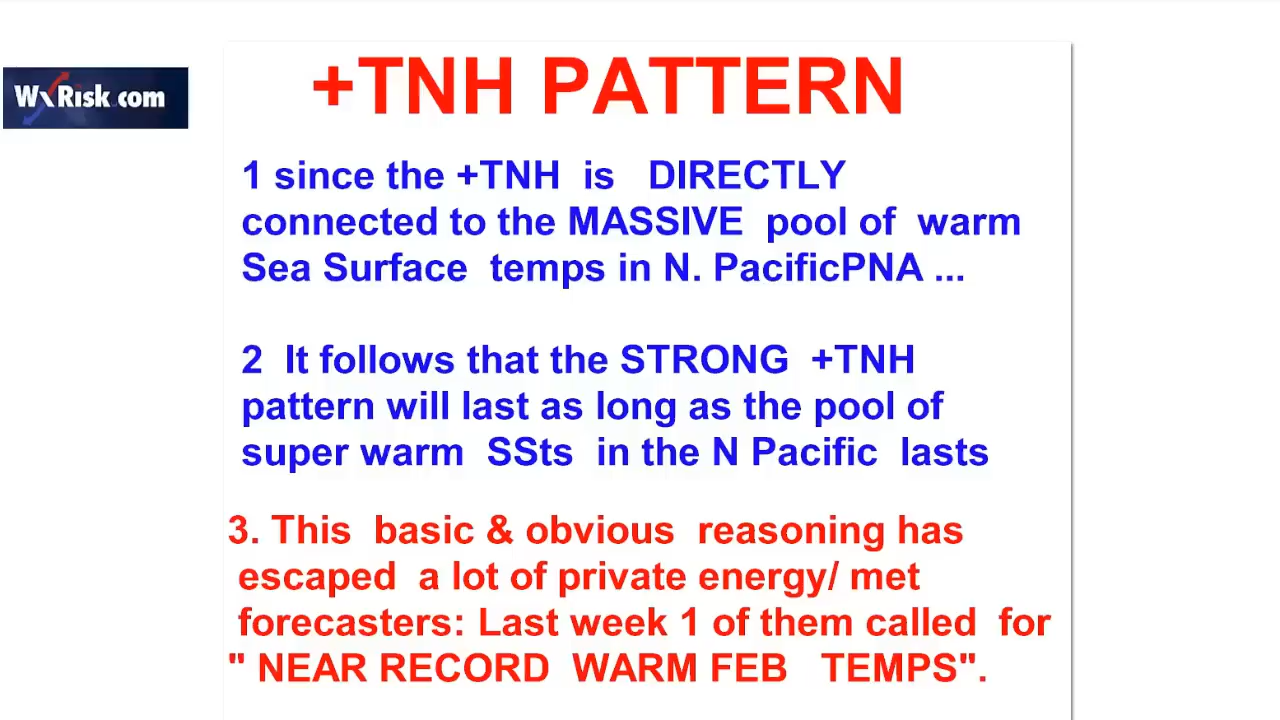 +TNH PATTERN
WxRisk.com
1 since the +TNH is DIRECTLY
connected to the MASSIVE pool of warm
Sea Surface temps in N. PacificPNA ...
2 It follows that the STRONG +TNH
pattern will last as long as the pool of
super warm SSts in the N Pacific lasts
3. This basic & obvious reasoning has
escaped a lot of private energy/ met
forecasters: Last week 1 of them called for
" NEAR RECORD WARM FEB TEMPS".